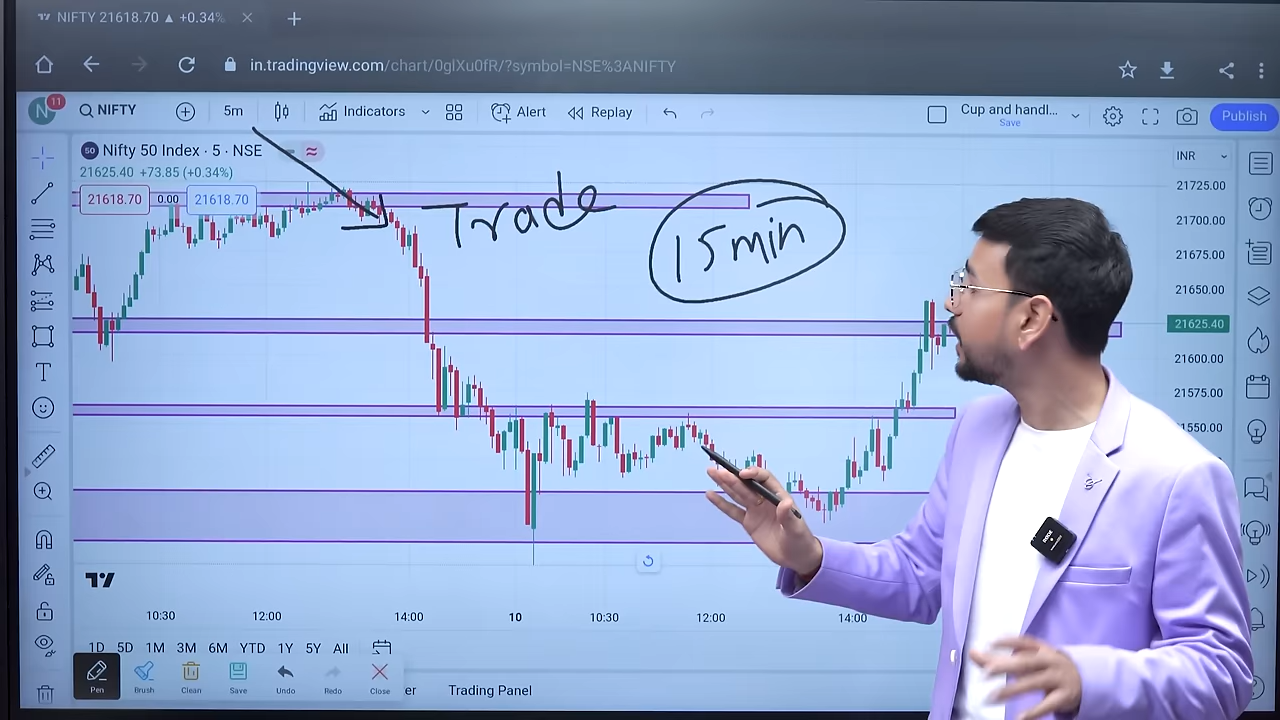 NIFTY 21618.70 ▲ +0.34%
in.tradingview.com/chart/0glXu0fR/?symbol=NSE%3ANIFTY
N 11 NIFTY 5m Indicators Alert Replay Cup and handl... Save Publish
50 Nifty 50 Index · 5 · NSE
INR
21625.40 +73.85 (+0.34%)
21618.70 0.00 21618.70
Trade
15min
21725.00
21700.00
21675.00
21650.00
21625.40
21600.00
21575.00
21550.00
10:30 12:00 14:00 10 10:30 12:00 14:00
1D 5D 1M 3M 6M YTD 1Y 5Y All
Pen Brush Clean Save Undo Redo Close
Trading Panel